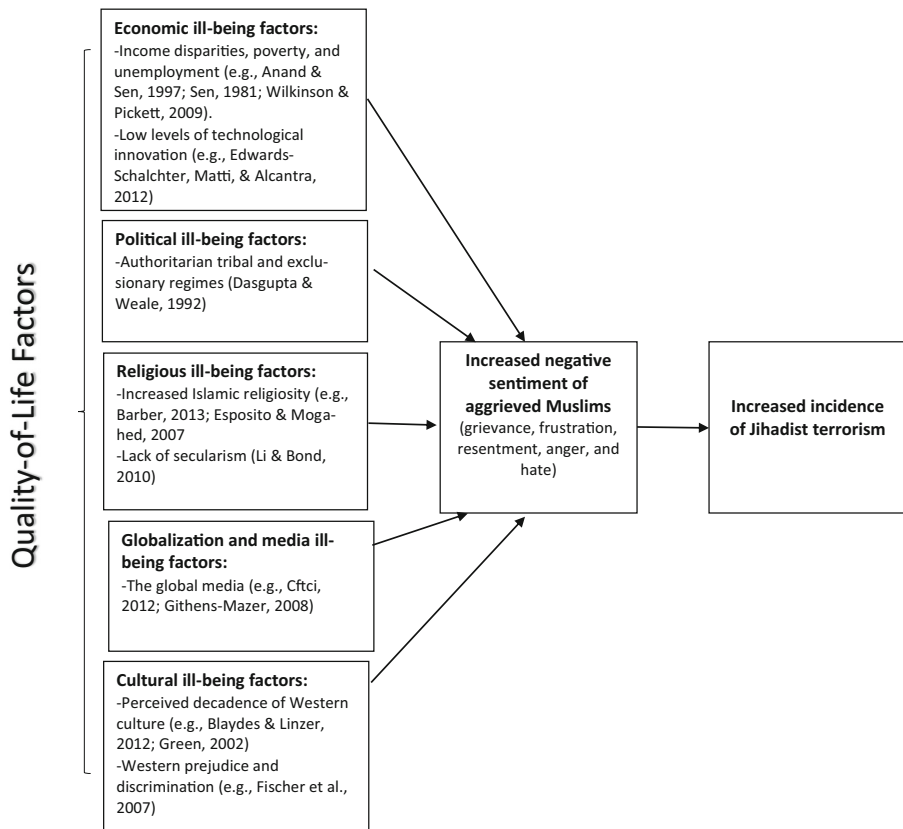 Quality-of-Life Factors
Economic ill-being factors:
-Income disparities, poverty, and
unemployment (e.g., Anand &
Sen, 1997; Sen, 1981; Wilkinson &
Pickett, 2009).
-Low levels of technological
innovation (e.g., Edwards-
Schalchter, Matti, & Alcantra,
2012)
Political ill-being factors:
-Authoritarian tribal and exclu-
sionary regimes (Dasgupta &
Weale, 1992)
Religious ill-being factors:
-Increased Islamic religiosity (e.g.,
Barber, 2013; Esposito & Moga-
hed, 2007
-Lack of secularism (Li & Bond,
2010)
Globalization and media ill-
being factors:
-The global media (e.g., Cftci,
2012; Githens-Mazer, 2008)
Cultural ill-being factors:
-Perceived decadence of Western
culture (e.g., Blaydes & Linzer,
2012; Green, 2002)
-Western prejudice and
discrimination (e.g., Fischer et al.,
2007)
Increased negative
sentiment of
aggrieved Muslims
(grievance, frustration,
resentment, anger, and
hate)
Increased incidence
of Jihadist terrorism